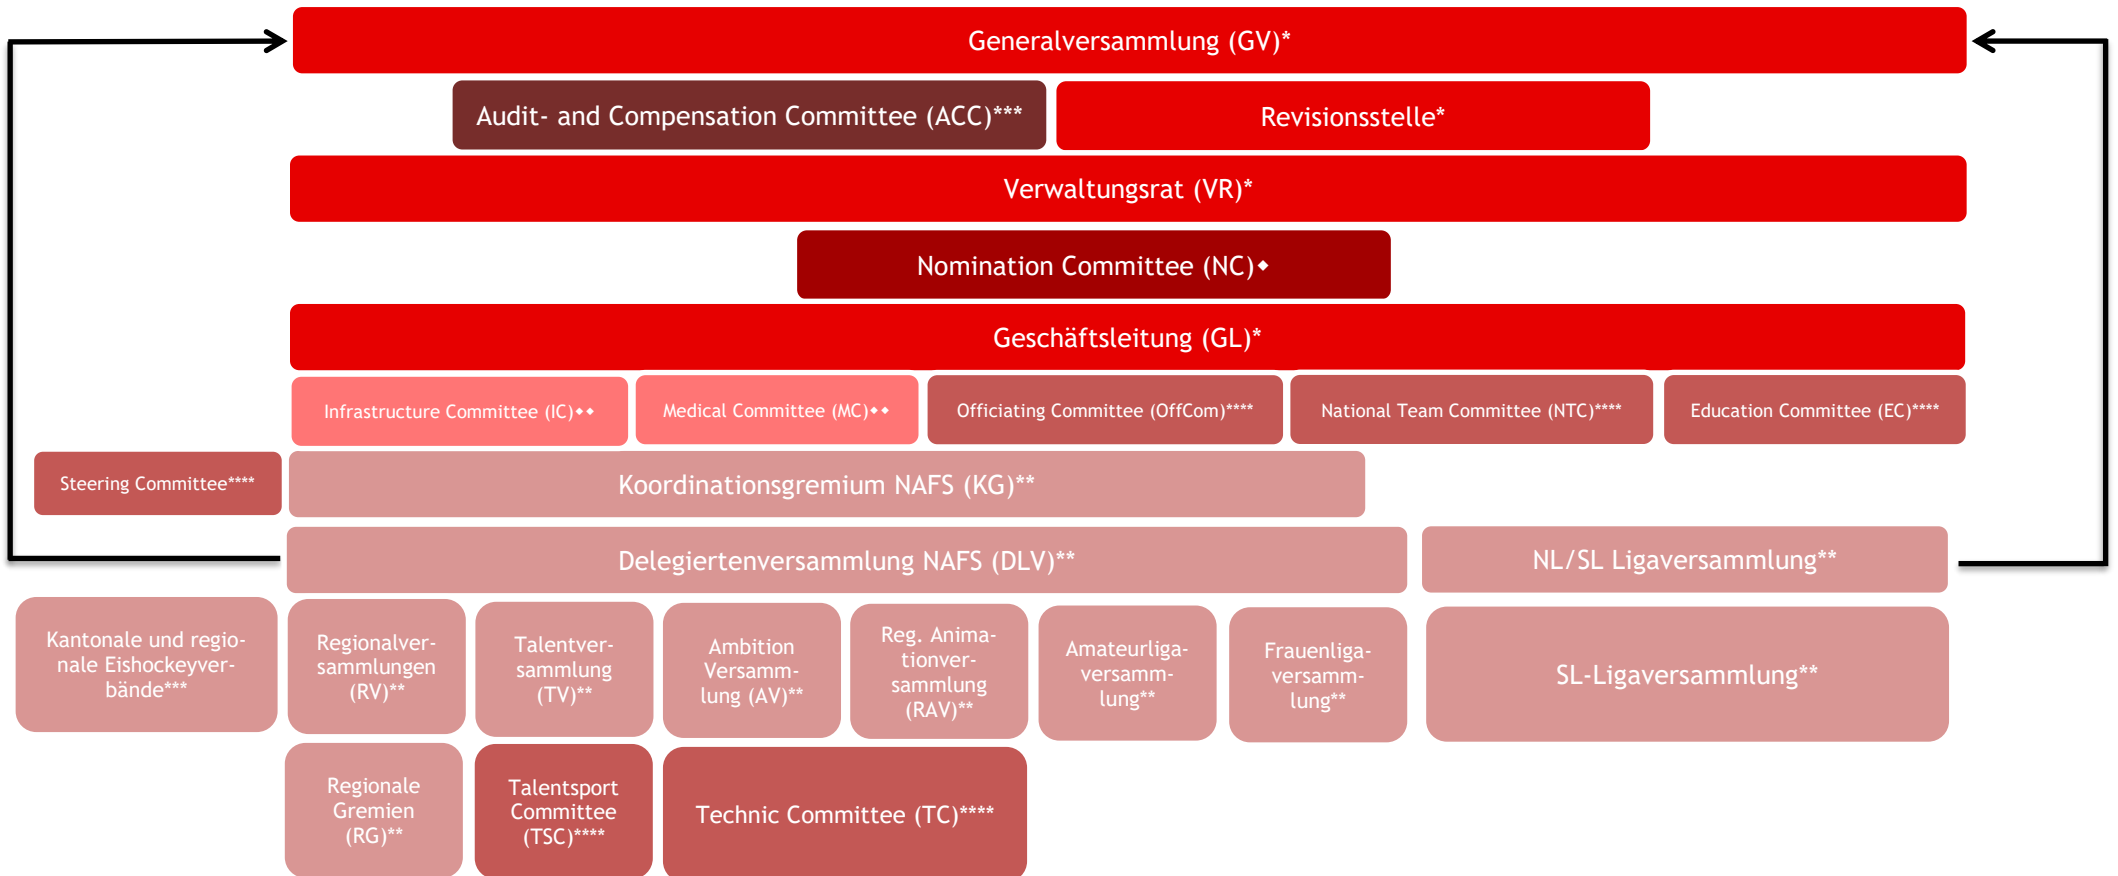 Generalversammlung (GV)*
Audit- and Compensation Committee (ACC)***
Revisionsstelle*
Verwaltungsrat (VR)*
Nomination Committee (NC)◆
Geschäftsleitung (GL)*
Infrastructure Committee (IC)◆◆
Medical Committee (MC)◆◆
Officiating Committee (OffCom)****
National Team Committee (NTC)****
Education Committee (EC)****
Steering Committee****
Koordinationsgremium NAFS (KG)**
Delegiertenversammlung NAFS (DLV)**
NL/SL Ligaversammlung**
Kantonale und regio-
nale Eishockeyver-
bände***
Regionalver-
sammlungen
(RV)**
Talentver-
sammlung
(TV)**
Ambition
Versamm-
lung (AV)**
Reg. Anima-
tionver-
sammlung
(RAV)**
Amateurliga-
versamm-
lung**
Frauenliga-
versamm-
lung**
SL-Ligaversammlung**
Regionale
Gremien
(RG)**
Talentsport
Committee
(TSC)****
Technic Committee (TC)****